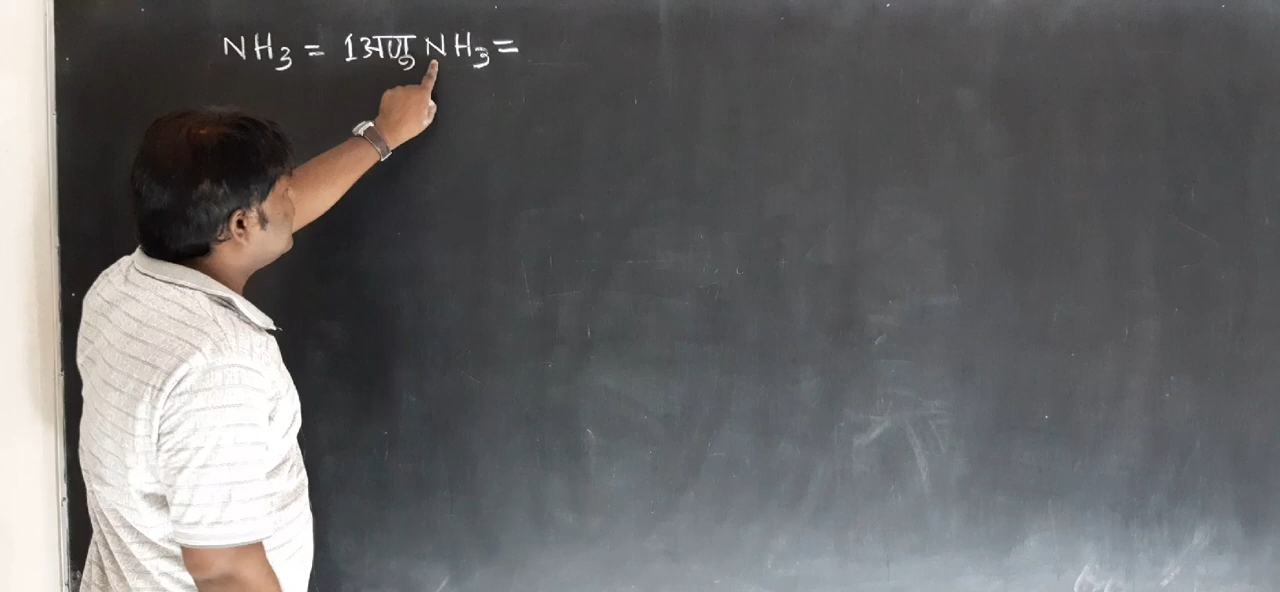 NH3 = 1अणु NH3 =